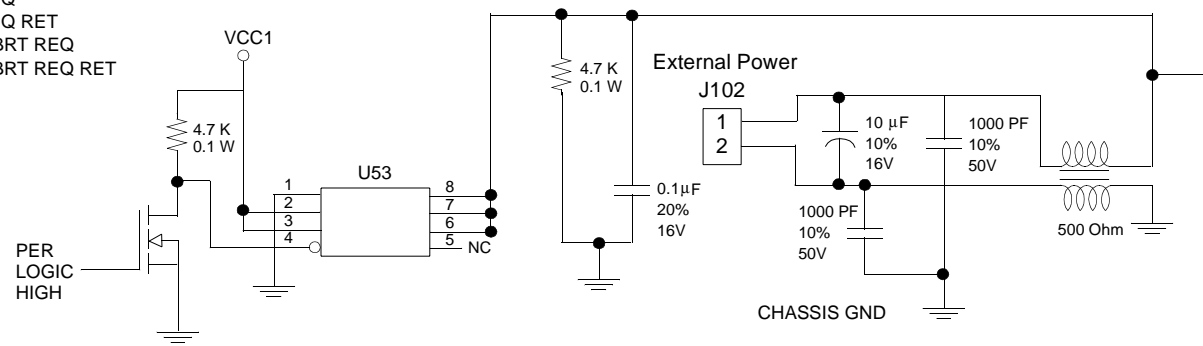 Q RET
BRT REQ
BRT REQ RET
VCC1
4.7 K
0.1 W
U53
1
2
3
4
8
7
6
5
NC
PER
LOGIC
HIGH
4.7 K
0.1 W
0.1μF
20%
16V
External Power
J102
1
2
10 μF
10%
16V
1000 PF
10%
50V
1000 PF
10%
50V
500 Ohm
CHASSIS GND